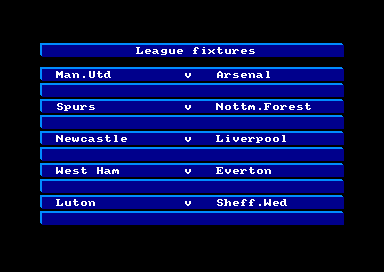 League fixtures
Man.Utd v Arsenal
Spurs v Nottm.Forest
Newcastle v Liverpool
West Ham v Everton
Luton v Sheff.Wed